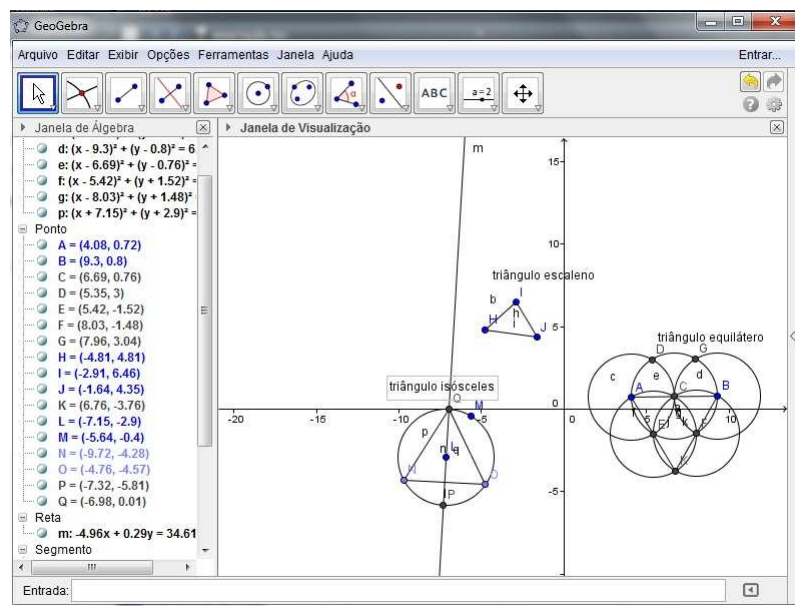 GeoGebra
Arquivo Editar Exibir Opções Ferramentas Janela Ajuda
Entrar...
ABC
a=2
Janela de Álgebra
Janela de Visualização
d: (x - 9.3)² + (y - 0.8)² = 6
e: (x - 6.69)² + (y - 0.76)² =
f: (x - 5.42)² + (y + 1.52)² =
g: (x - 8.03)² + (y + 1.48)²
p: (x + 7.15)² + (y + 2.9)² =
Ponto
A = (4.08, 0.72)
B = (9.3, 0.8)
C = (6.69, 0.76)
D = (5.35, 3)
E = (5.42, -1.52)
F = (8.03, -1.48)
G = (7.96, 3.04)
H = (-4.81, 4.81)
I = (-2.91, 6.46)
J = (-1.64, 4.35)
K = (6.76, -3.76)
L = (-7.15, -2.9)
M = (-5.64, -0.4)
N = (-9.72, -4.28)
O = (-4.76, -4.57)
P = (-7.32, -5.81)
Q = (-6.98, 0.01)
Reta
m: -4.96x + 0.29y = 34.61
Segmento
m
15
10
triângulo escaleno
b
I
h
H
i
J
5
triângulo equilátero
D
G
c
e
d
A
C
B
0
triângulo isósceles
Q
M
-20
-15
-10
-5
0
5
10
E
k
F
K
p
n
L
q
N
O
P
-5
Entrada: